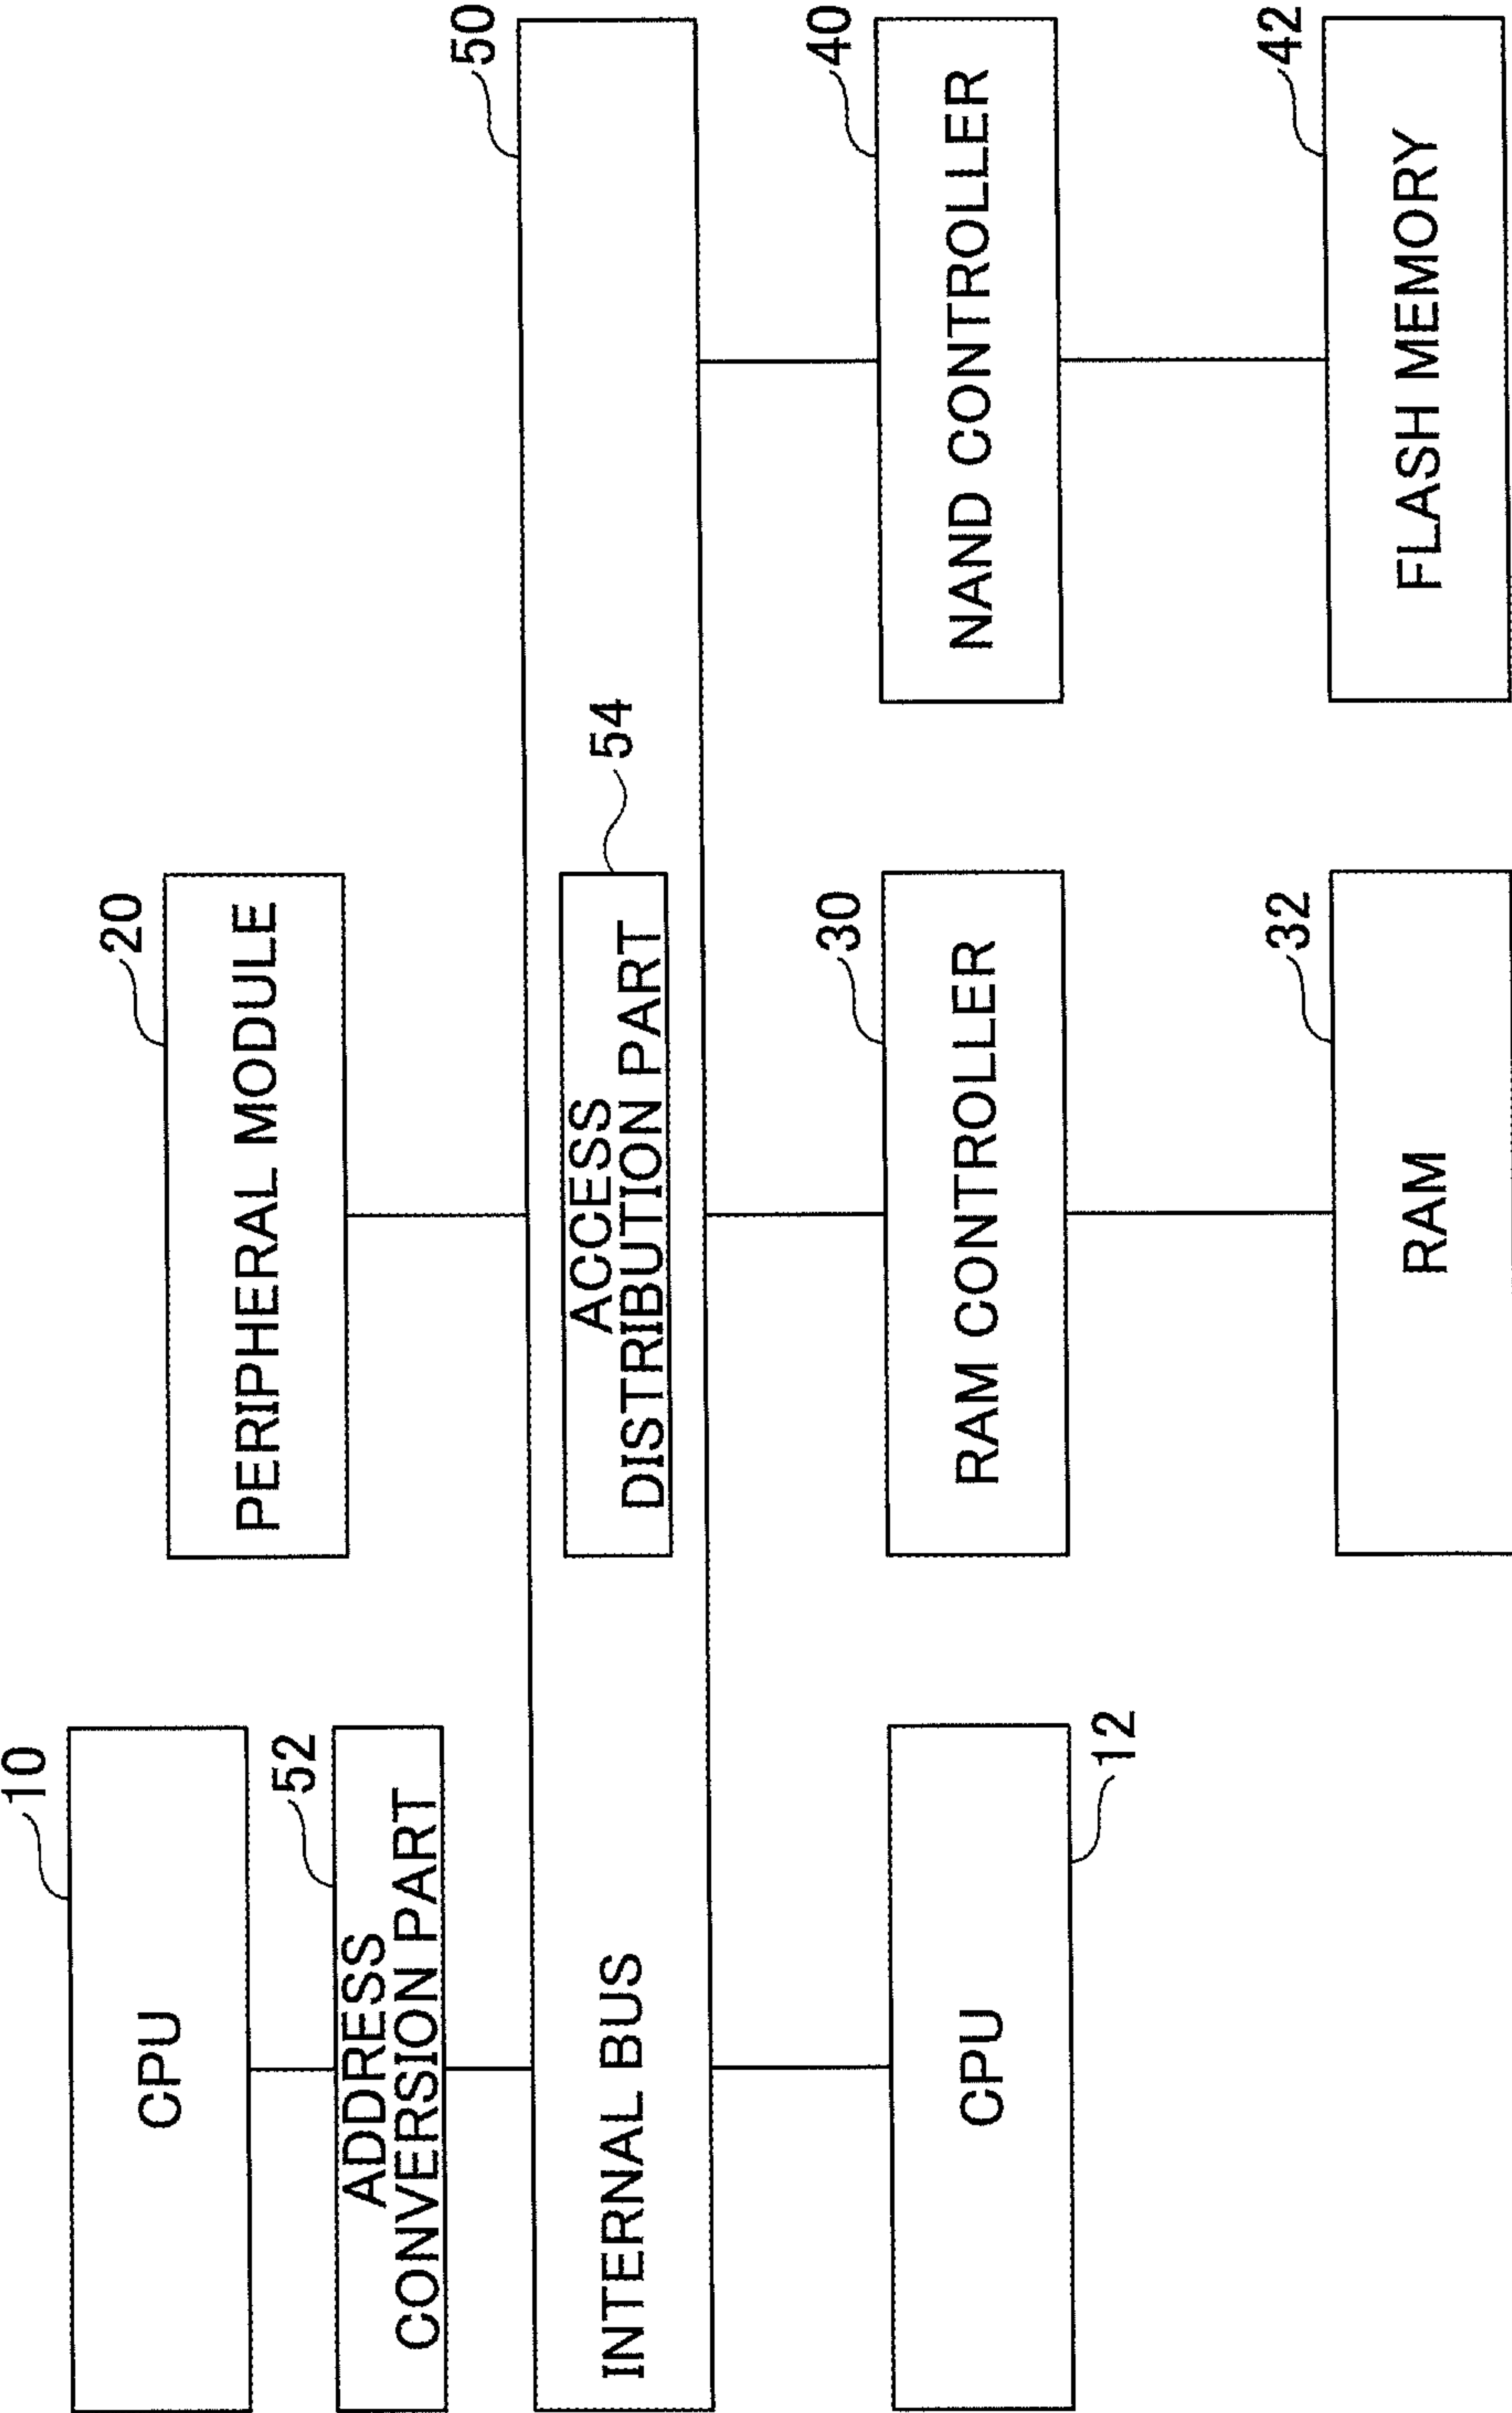 10
CPU
52
ADDRESS
CONVERSION PART
20
PERIPHERAL MODULE
50
INTERNAL BUS
ACCESS
DISTRIBUTION PART
54
CPU
12
30
RAM CONTROLLER
40
NAND CONTROLLER
32
RAM
42
FLASH MEMORY